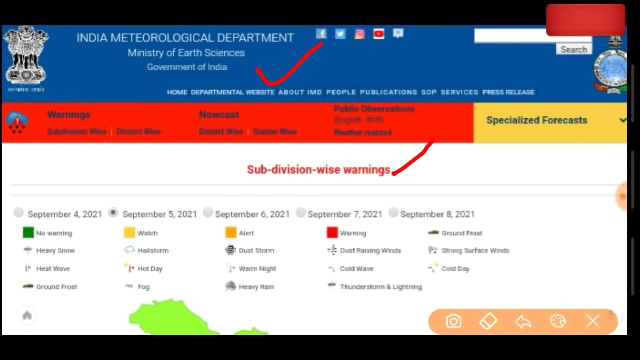 INDIA METEOROLOGICAL DEPARTMENT
Ministry of Earth Sciences
Government of India
सत्यमेव जयते
Search
HOME DEPARTMENTAL WEBSITE ABOUT IMD PEOPLE PUBLICATIONS SOP SERVICES PRESS RELEASE
Warnings
Subdivision Wise | District Wise
Nowcast
District Wise | Station Wise
Public Observations
(English हिन्दी)
Weather realized
Specialized Forecasts
Sub-division-wise warnings
September 4, 2021 September 5, 2021 September 6, 2021 September 7, 2021 September 8, 2021
No warning Watch Alert Warning Ground Frost
Heavy Snow Hailstorm Dust Storm Dust Raising Winds Strong Surface Winds
Heat Wave Hot Day Warm Night Cold Wave Cold Day
Ground Frost Fog Heavy Rain Thunderstorm & Lightning